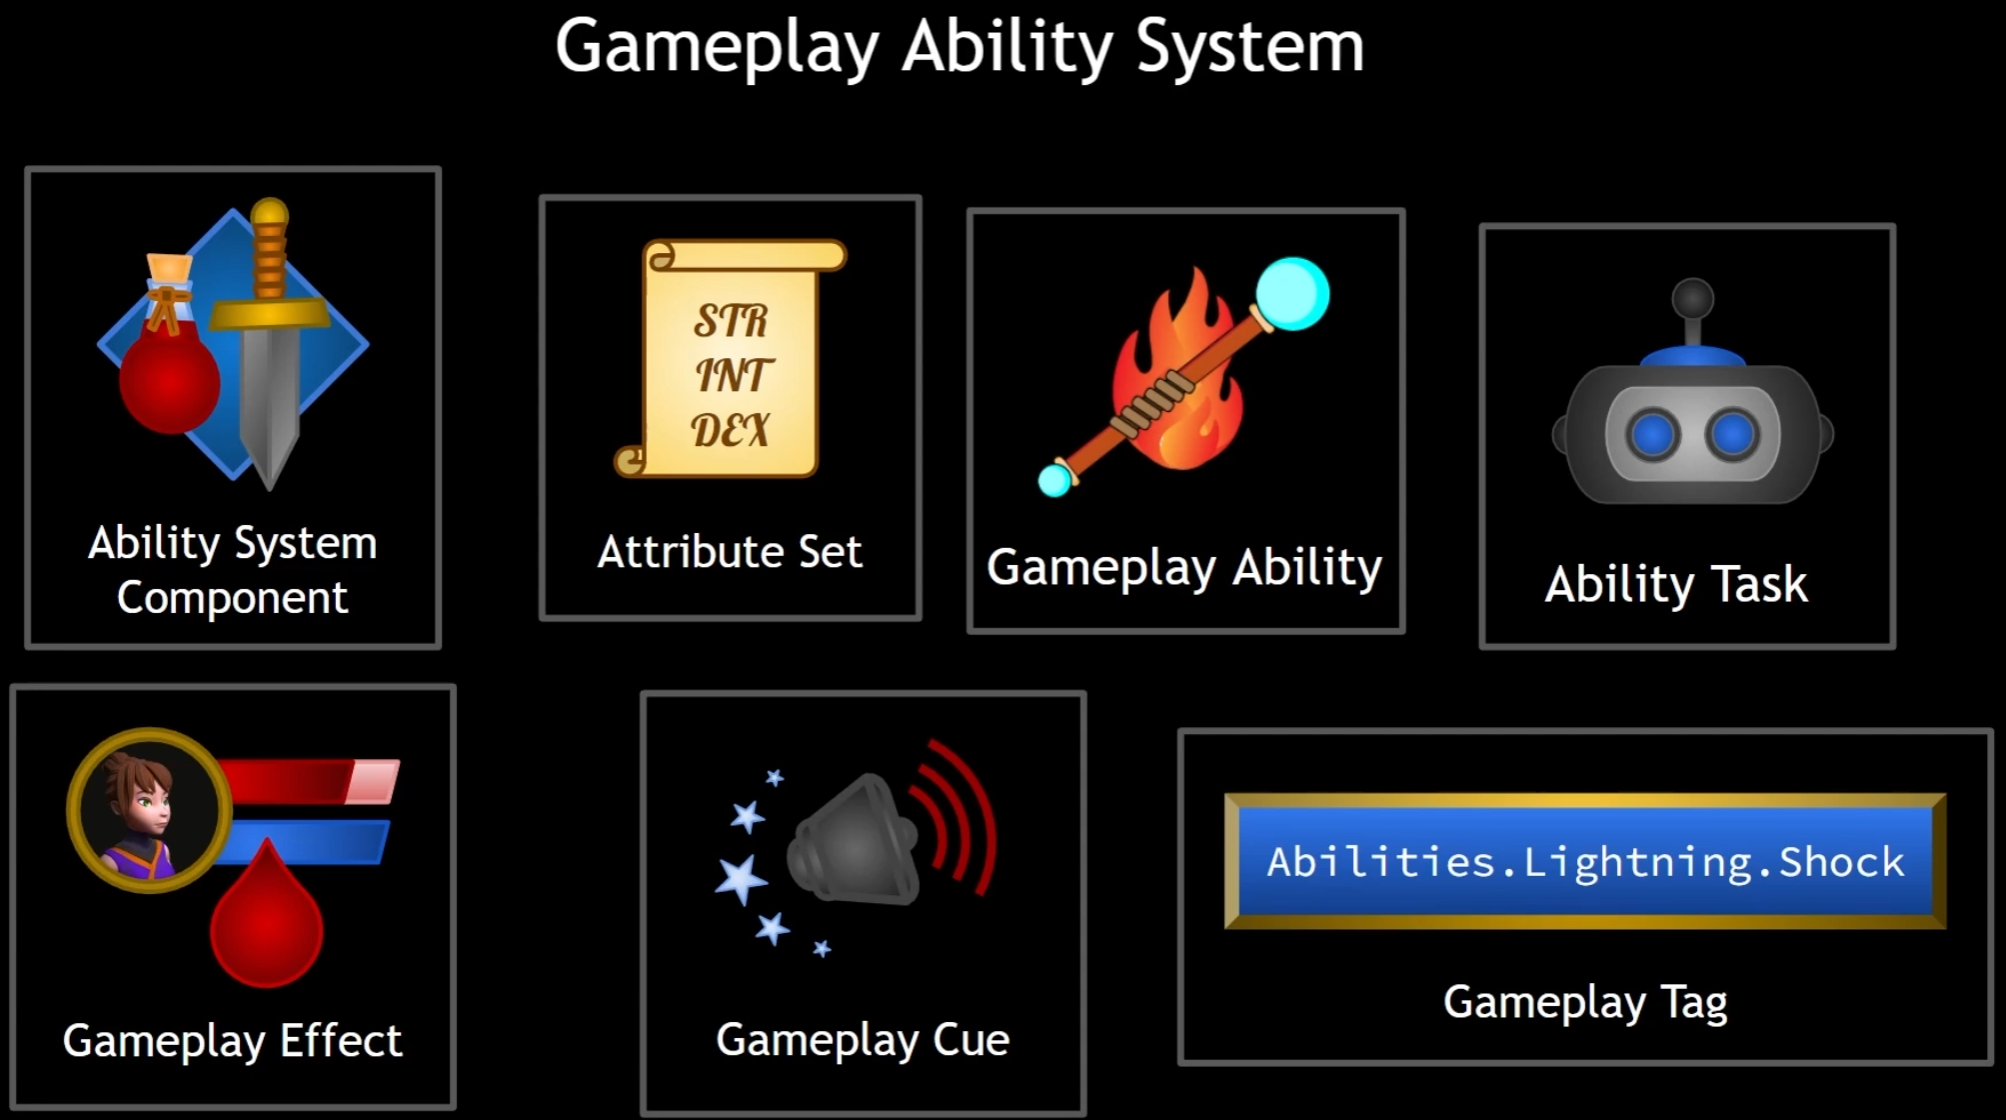 Gameplay Ability System
STR
INT
DEX
Ability System
Component
Attribute Set
Gameplay Ability
Ability Task
Abilities.Lightning.Shock
Gameplay Effect
Gameplay Cue
Gameplay Tag